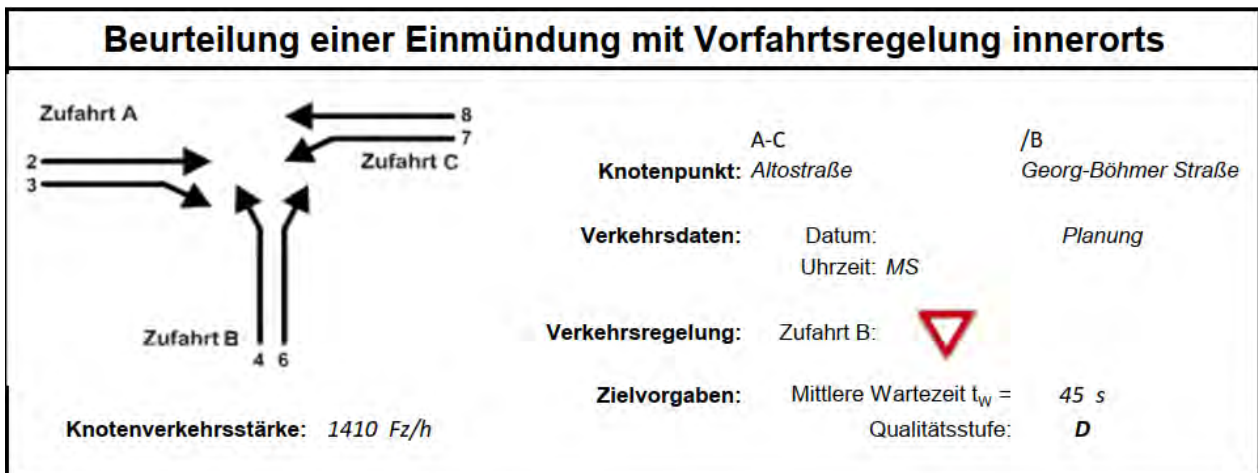 Beurteilung einer Einmündung mit Vorfahrtsregelung innerorts
Zufahrt A
8
7
Zufahrt C
2
3
Zufahrt B
4 6
Knotenverkehrsstärke: 1410 Fz/h
A-C /B
Knotenpunkt: Altostraße Georg-Böhmer Straße
Verkehrsdaten: Datum: Planung
Uhrzeit: MS
Verkehrsregelung: Zufahrt B:
Zielvorgaben: Mittlere Wartezeit tW = 45 s
Qualitätsstufe: D